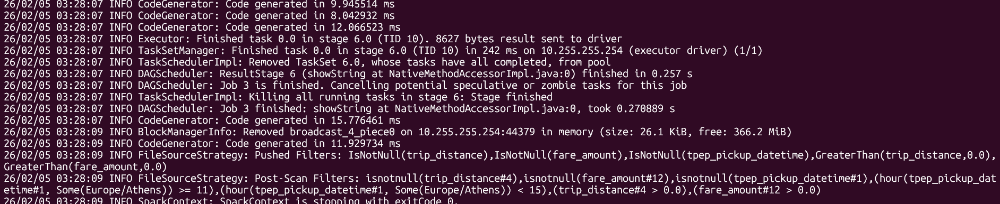 26/02/05 03:28:07 INFO CodeGenerator: Code generated in 9.945514 ms
26/02/05 03:28:07 INFO CodeGenerator: Code generated in 8.042932 ms
26/02/05 03:28:07 INFO CodeGenerator: Code generated in 12.066523 ms
26/02/05 03:28:07 INFO Executor: Finished task 0.0 in stage 6.0 (TID 10). 8627 bytes result sent to driver
26/02/05 03:28:07 INFO TaskSetManager: Finished task 0.0 in stage 6.0 (TID 10) in 242 ms on 10.255.255.254 (executor driver) (1/1)
26/02/05 03:28:07 INFO TaskSchedulerImpl: Removed TaskSet 6.0, whose tasks have all completed, from pool
26/02/05 03:28:07 INFO DAGScheduler: ResultStage 6 (showString at NativeMethodAccessorImpl.java:0) finished in 0.257 s
26/02/05 03:28:07 INFO DAGScheduler: Job 3 is finished. Cancelling potential speculative or zombie tasks for this job
26/02/05 03:28:07 INFO TaskSchedulerImpl: Killing all running tasks in stage 6: Stage finished
26/02/05 03:28:07 INFO DAGScheduler: Job 3 finished: showString at NativeMethodAccessorImpl.java:0, took 0.270889 s
26/02/05 03:28:07 INFO CodeGenerator: Code generated in 15.776461 ms
26/02/05 03:28:09 INFO BlockManagerInfo: Removed broadcast_4_piece0 on 10.255.255.254:44379 in memory (size: 26.1 KiB, free: 366.2 MiB)
26/02/05 03:28:09 INFO CodeGenerator: Code generated in 11.929734 ms
26/02/05 03:28:09 INFO FileSourceStrategy: Pushed Filters: IsNotNull(trip_distance),IsNotNull(fare_amount),IsNotNull(tpep_pickup_datetime),GreaterThan(trip_distance,0.0),
GreaterThan(fare_amount,0.0)
26/02/05 03:28:09 INFO FileSourceStrategy: Post-Scan Filters: isnotnull(trip_distance#4),isnotnull(fare_amount#12),isnotnull(tpep_pickup_datetime#1),(hour(tpep_pickup_dat
etime#1, Some(Europe/Athens)) >= 11),(hour(tpep_pickup_datetime#1, Some(Europe/Athens)) < 15),(trip_distance#4 > 0.0),(fare_amount#12 > 0.0)
26/02/05 03:28:09 INFO SparkContext: SparkContext is stopping with exitCode 0.